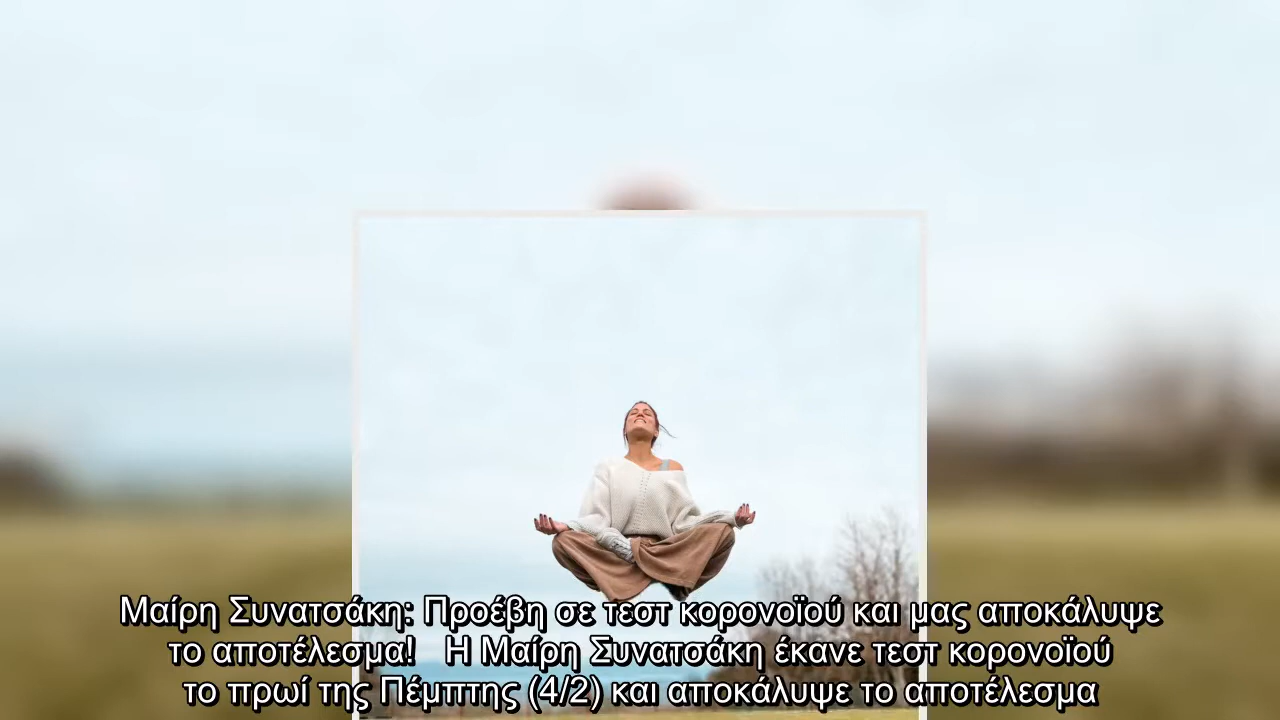 Μαίρη Συνατσάκη: Προέβη σε τεστ κορονοϊού και μας αποκάλυψε
το αποτέλεσμα!   Η Μαίρη Συνατσάκη έκανε τεστ κορονοϊού
το πρωί της Πέμπτης (4/2) και αποκάλυψε το αποτέλεσμα